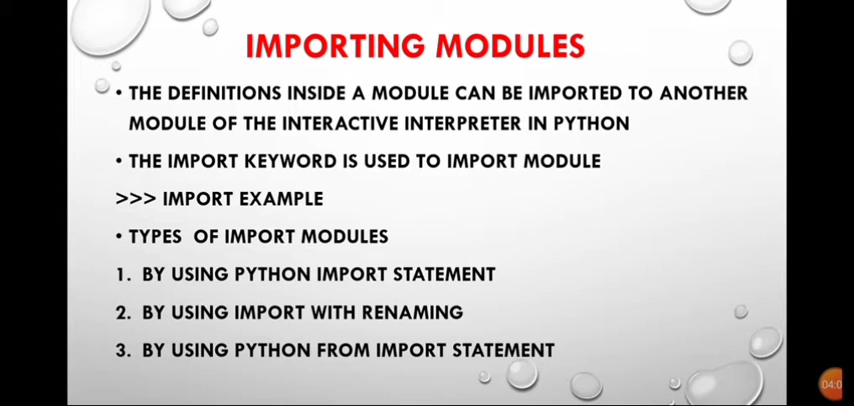 IMPORTING MODULES
• THE DEFINITIONS INSIDE A MODULE CAN BE IMPORTED TO ANOTHER
MODULE OF THE INTERACTIVE INTERPRETER IN PYTHON
• THE IMPORT KEYWORD IS USED TO IMPORT MODULE
>>> IMPORT EXAMPLE
• TYPES OF IMPORT MODULES
1. BY USING PYTHON IMPORT STATEMENT
2. BY USING IMPORT WITH RENAMING
3. BY USING PYTHON FROM IMPORT STATEMENT
04:0